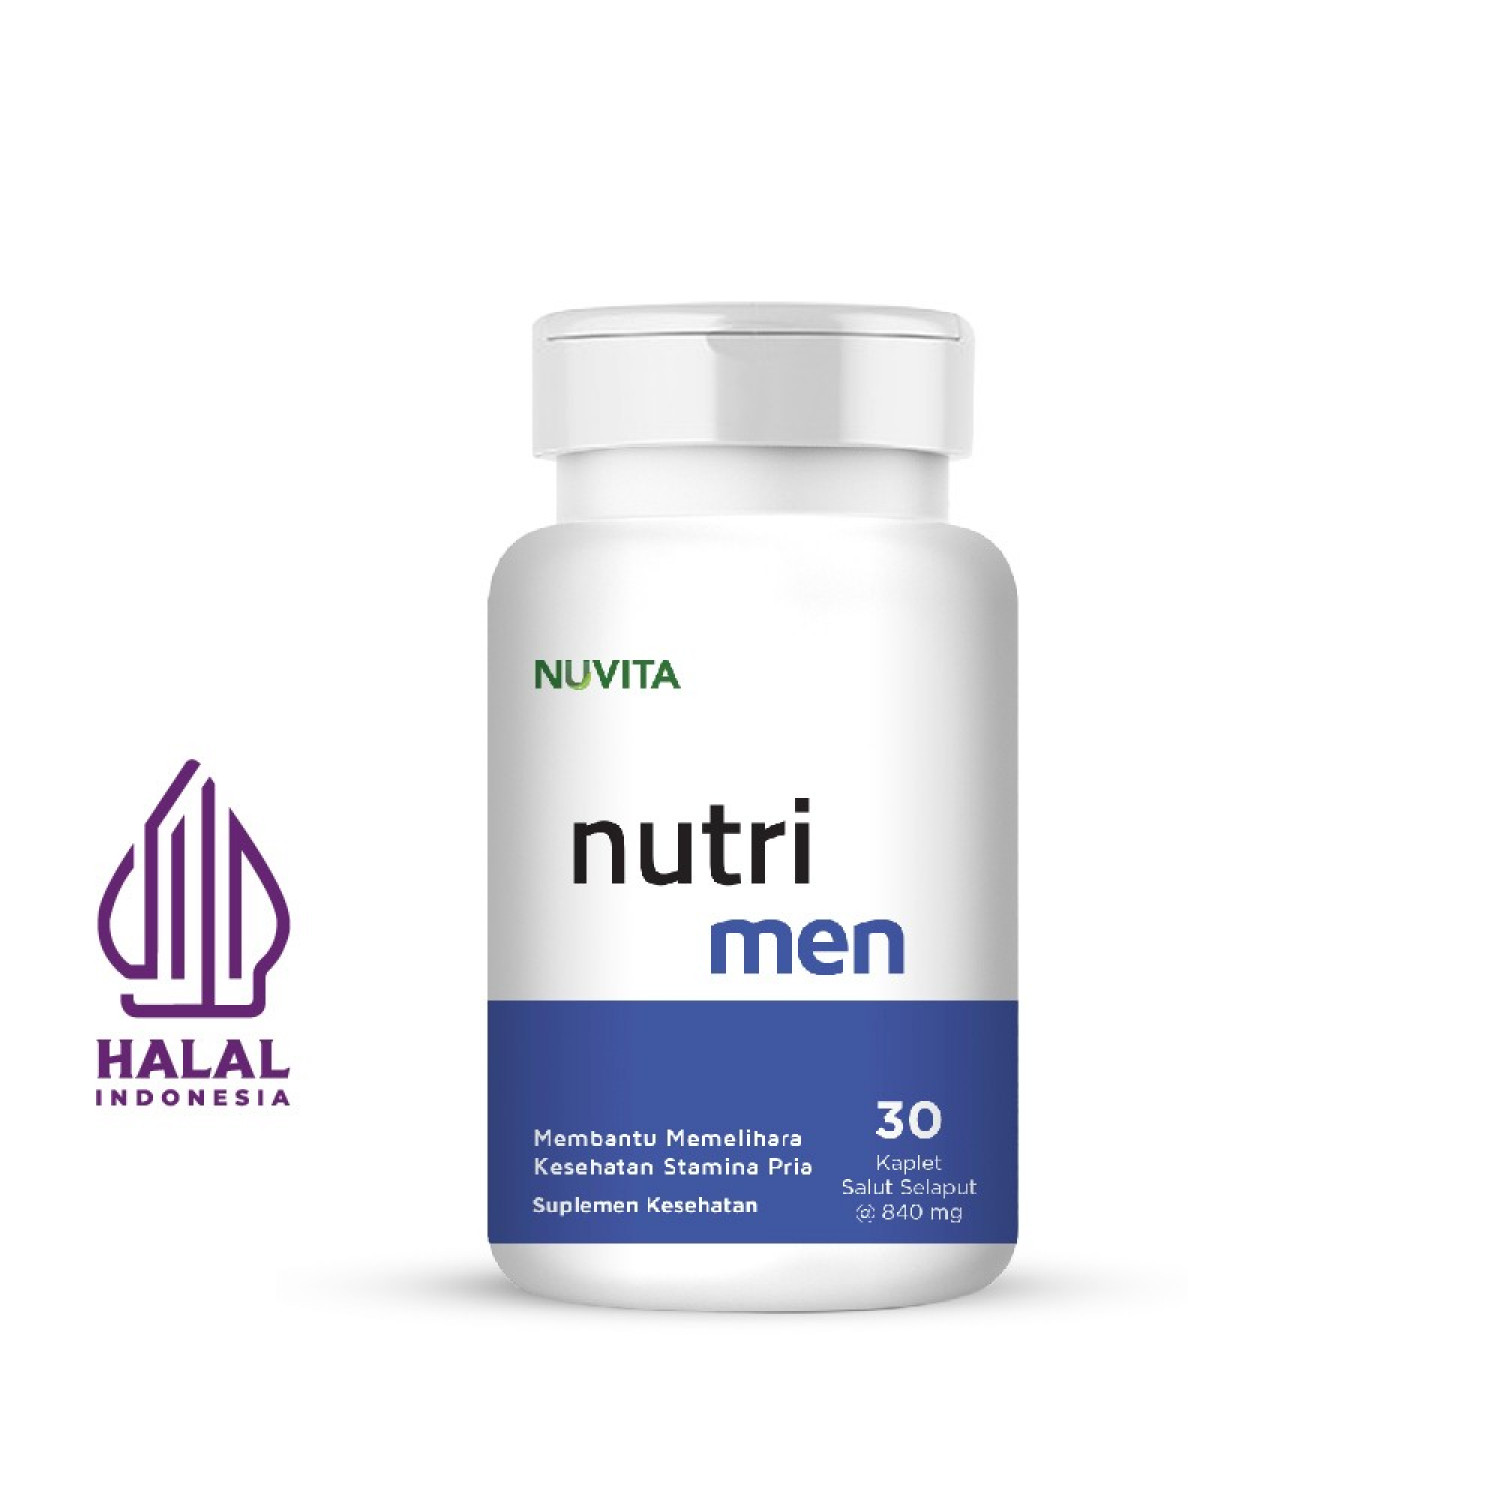 NUVITA
nutri
men
HALAL
INDONESIA
Membantu Memelihara
Kesehatan Stamina Pria
Suplemen Kesehatan
30
Kaplet
Salut Selaput
@ 840 mg